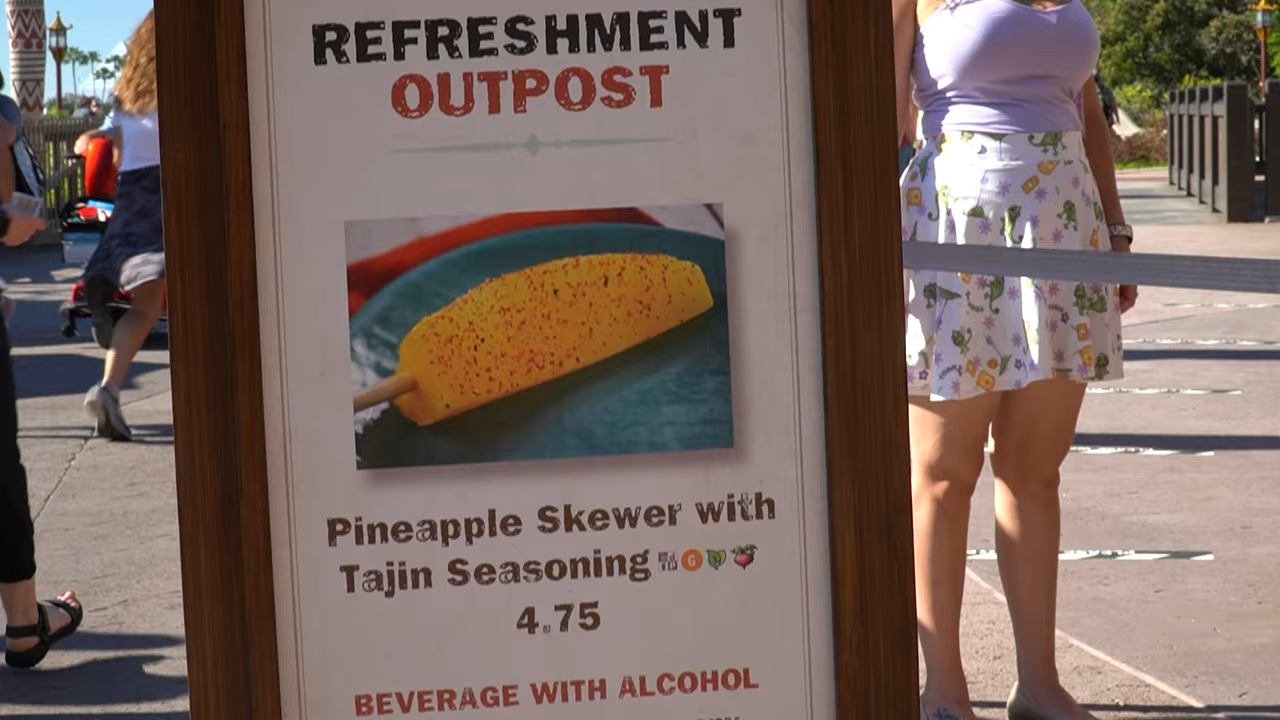 REFRESHMENT
OUTPOST
Pineapple Skewer with
Tajin Seasoning G
4.75
BEVERAGE WITH ALCOHOL